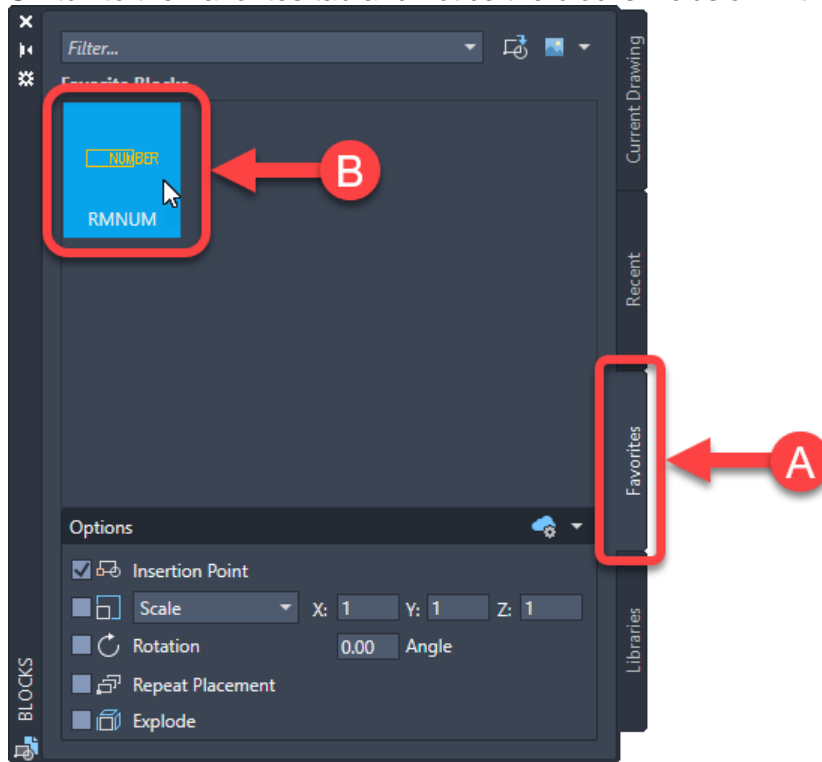 Filter...
Favorite Blocks
NUMBER
RMNUM
B
Current Drawing
Recent
Favorites
A
Libraries
Options
Insertion Point
Scale X: 1 Y: 1 Z: 1
Rotation 0.00 Angle
Repeat Placement
Explode
BLOCKS